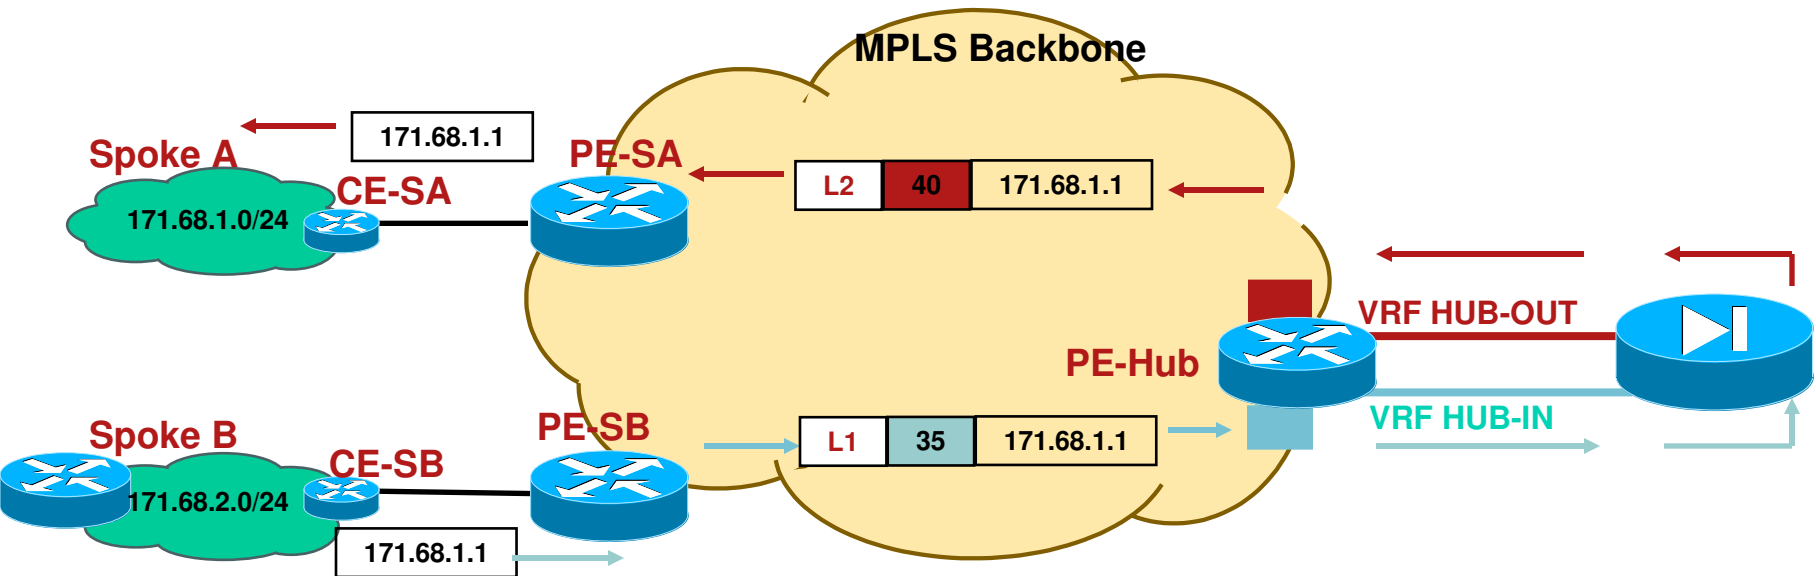 MPLS Backbone
171.68.1.1
Spoke A
PE-SA
CE-SA
L2 40 171.68.1.1
171.68.1.0/24
VRF HUB-OUT
PE-Hub
VRF HUB-IN
Spoke B
PE-SB
L1 35 171.68.1.1
CE-SB
171.68.2.0/24
171.68.1.1